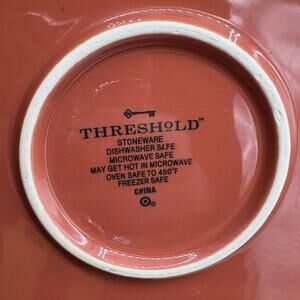 THRESHOLD™
STONEWARE
DISHWASHER SAFE
MICROWAVE SAFE
MAY GET HOT IN MICROWAVE
OVEN SAFE TO 450°F
FREEZER SAFE
CHINA
®